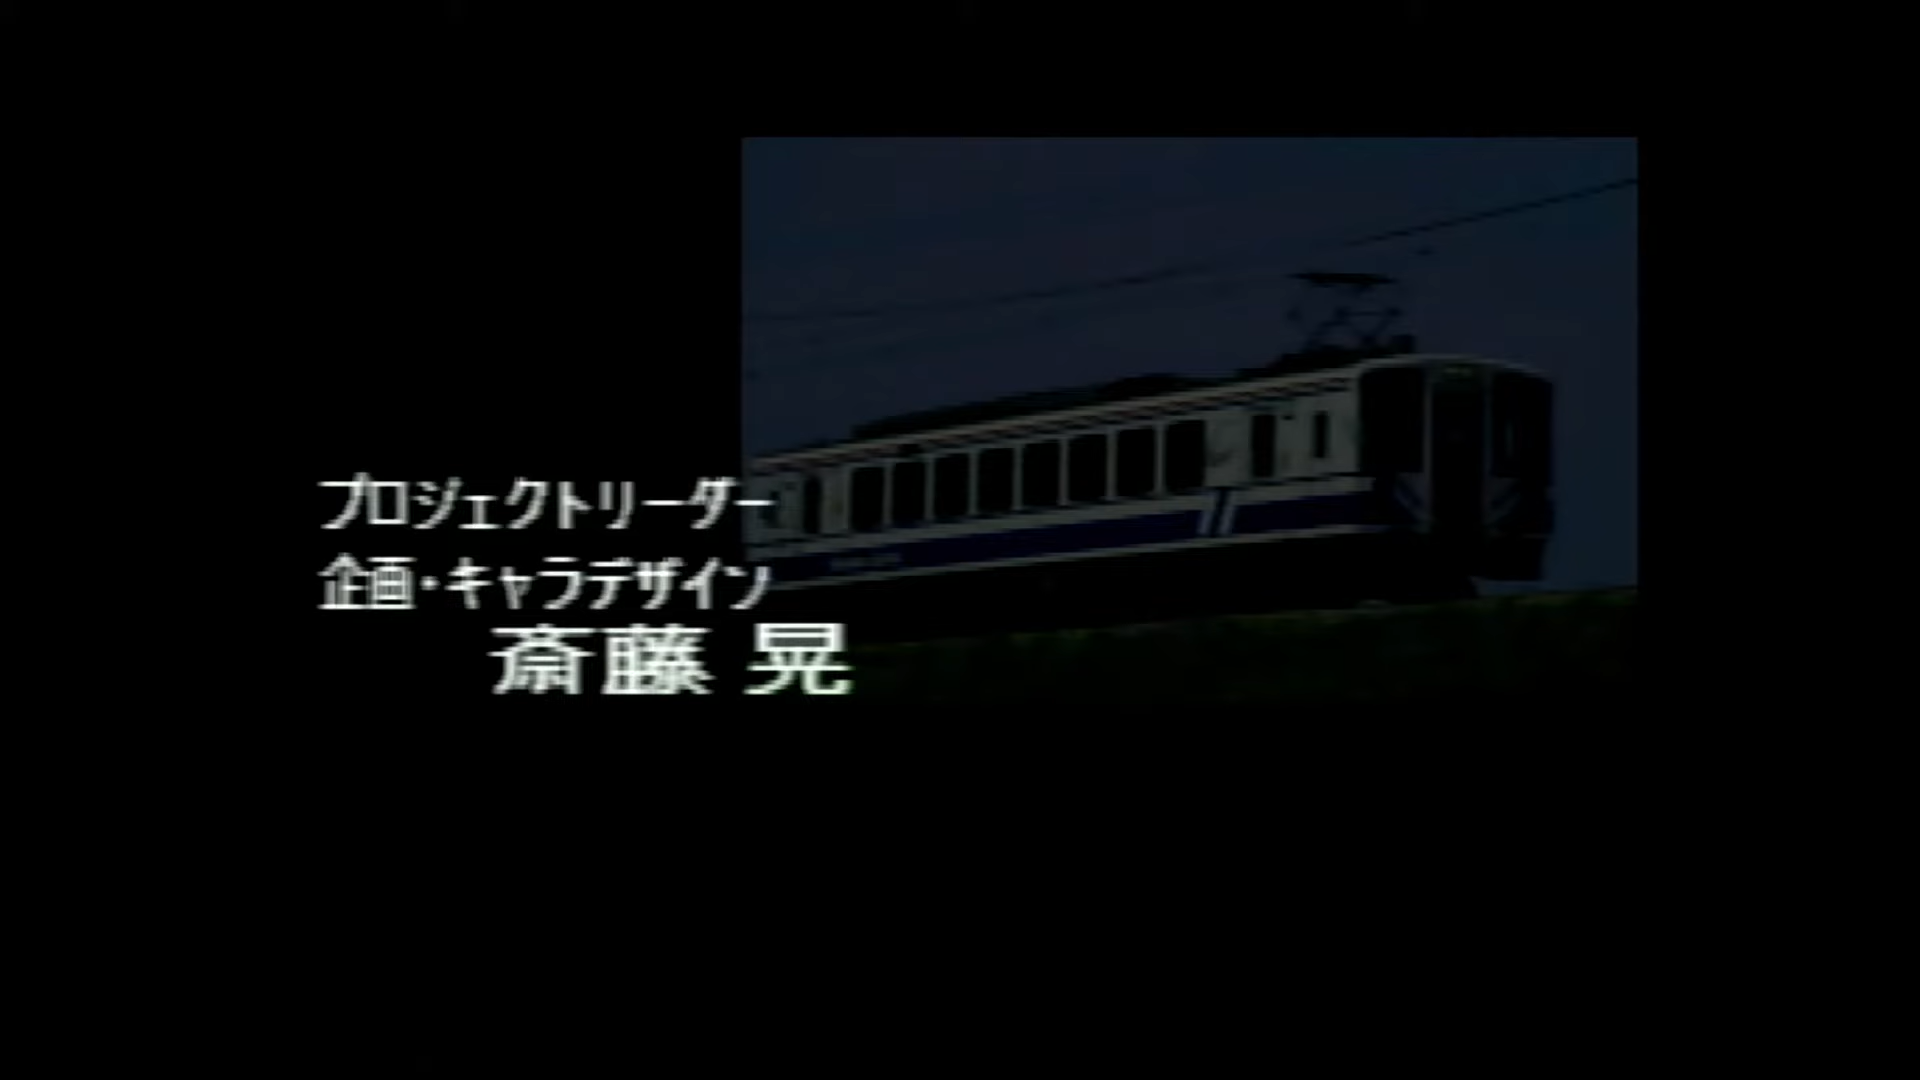 プロジェクトリーダー
企画・キャラデザイン
斎藤 晃